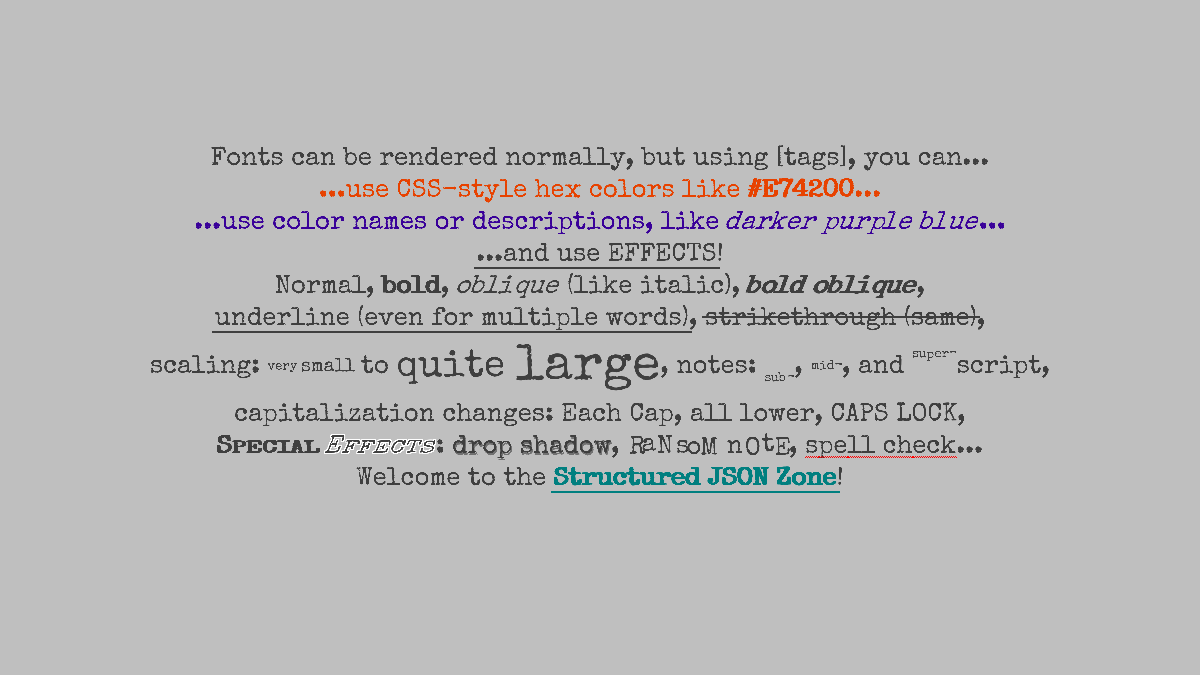 Fonts can be rendered normally, but using [tags], you can...
...use CSS-style hex colors like #E74200...
...use color names or descriptions, like darker purple blue...
...and use EFFECTS!
Normal, bold, oblique (like italic), bold oblique,
underline (even for multiple words), strikethrough (same),
scaling: very small to quite large, notes: sub~, mid~, and super~script,
capitalization changes: Each Cap, all lower, CAPS LOCK,
SPECIAL EFFECTS: drop shadow, RaNsoM nOtE, spell check...
Welcome to the Structured JSON Zone!